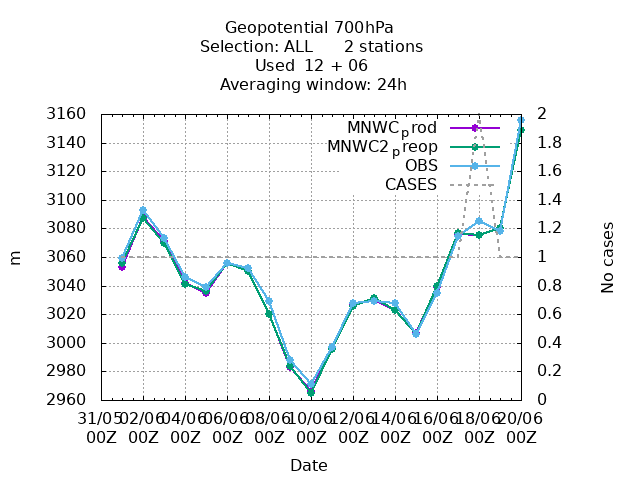 Geopotential 700hPa
Selection: ALL 2 stations
Used 12 + 06
Averaging window: 24h
3160 2
3140 1.8
3120 1.6
3100 1.4
3080 1.2
3060 1
3040 0.8
3020 0.6
3000 0.4
2980 0.2
2960 0
MNWCprod
MNWC2preop
OBS
CASES
m
No cases
31/05 02/06 04/06 06/06 08/06 10/06 12/06 14/06 16/06 18/06 20/06
00Z 00Z 00Z 00Z 00Z 00Z 00Z 00Z 00Z 00Z 00Z
Date